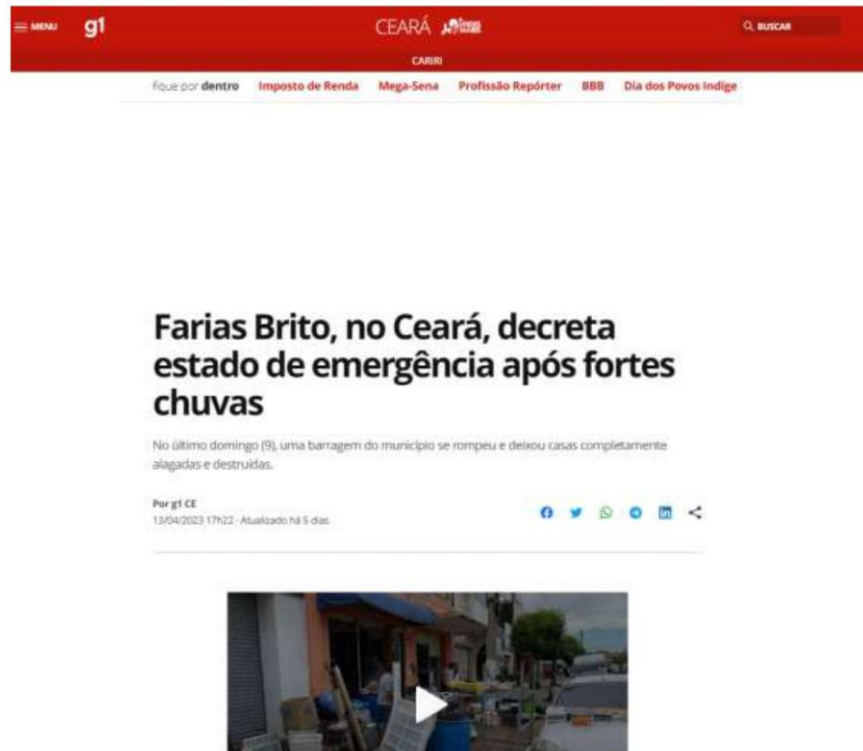 MENU g1 CEARÁ BUSCAR
CARIRI
fique por dentro Imposto de Renda Mega-Sena Profissão Repórter BBB Dia dos Povos Indíge
Farias Brito, no Ceará, decreta
estado de emergência após fortes
chuvas
No último domingo (9), uma barragem do município se rompeu e deixou casas completamente
alagadas e destruídas.
Por g1 CE
13/04/2023 17h22 · Atualizado há 5 dias